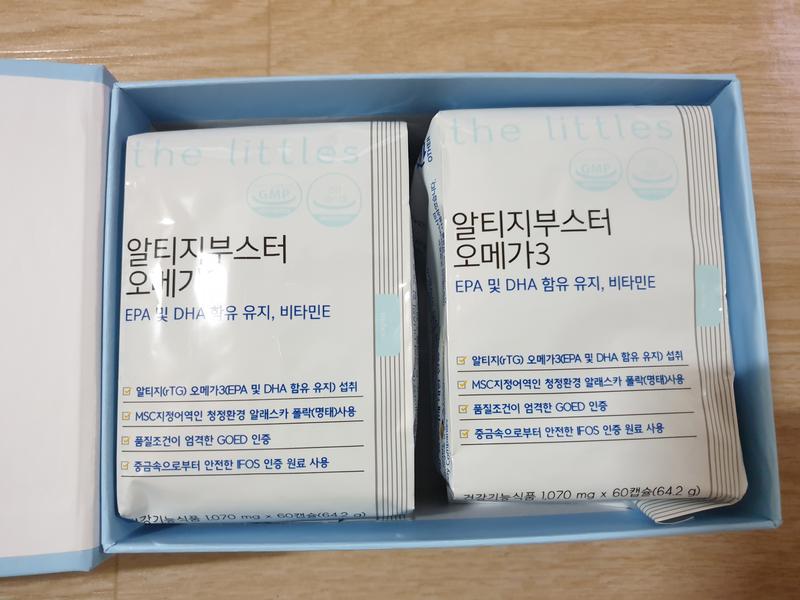 the littles
GMP
알티지부스터
오메가
EPA 및 DHA 함유 유지, 비타민E
알티지(rTG) 오메가3(EPA 및 DHA 함유 유지) 섭취
MSC지정어역인 청정환경 알래스카 폴락(명태)사용
품질조건이 엄격한 GOED 인증
중금속으로부터 안전한 IFOS 인증 원료 사용
건강기능식품 1,070 mg x 60캡슐(64.2 g)
the littles
GMP
OTHER
알티지부스터
오메가3
EPA 및 DHA 함유 유지, 비타민E
알티지(rTG) 오메가3(EPA 및 DHA 함유 유지) 섭취
MSC지정어역인 청정환경 알래스카 폴락(명태)사용
품질조건이 엄격한 GOED 인증
중금속으로부터 안전한 IFOS 인증 원료 사용
건강기능식품 1,070 mg x 60캡슐(64.2 g)